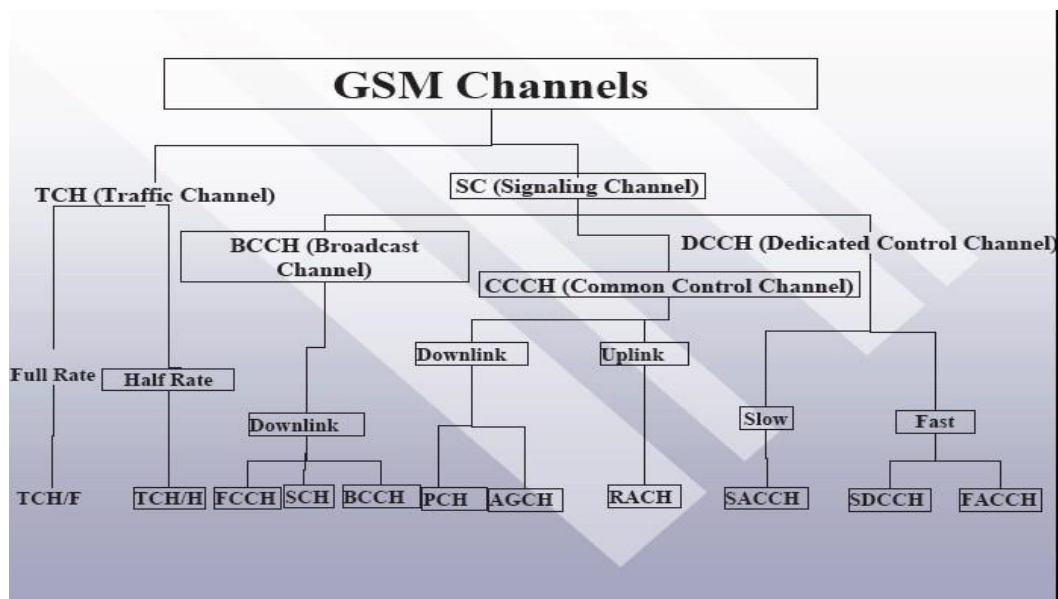 GSM Channels
TCH (Traffic Channel)
SC (Signaling Channel)
BCCH (Broadcast
Channel)
DCCH (Dedicated Control Channel)
CCCH (Common Control Channel)
Full Rate
Half Rate
Downlink
Downlink
Uplink
Slow
Fast
TCH/F
TCH/H
FCCH
SCH
BCCH
PCH
AGCH
RACH
SACCH
SDCCH
FACCH